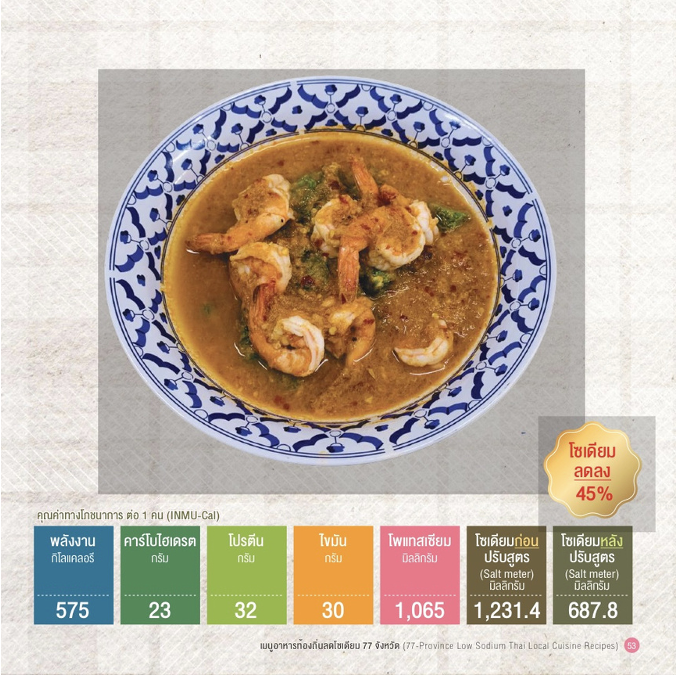 โซเดียม
ลดลง
45%
คุณค่าทางโภชนาการ ต่อ 1 คน (INMU-Cal)
พลังงาน
กิโลแคลอรี
575
คาร์โบไฮเดรต
กรัม
23
โปรตีน
กรัม
32
ไขมัน
กรัม
30
โพแทสเซียม
มิลลิกรัม
1,065
โซเดียมก่อน
ปรับสูตร
(Salt meter)
มิลลิกรัม
1,231.4
โซเดียมหลัง
ปรับสูตร
(Salt meter)
มิลลิกรัม
687.8
เมนูอาหารท้องถิ่นลดโซเดียม 77 จังหวัด (77-Province Low Sodium Thai Local Cuisine Recipes) 53